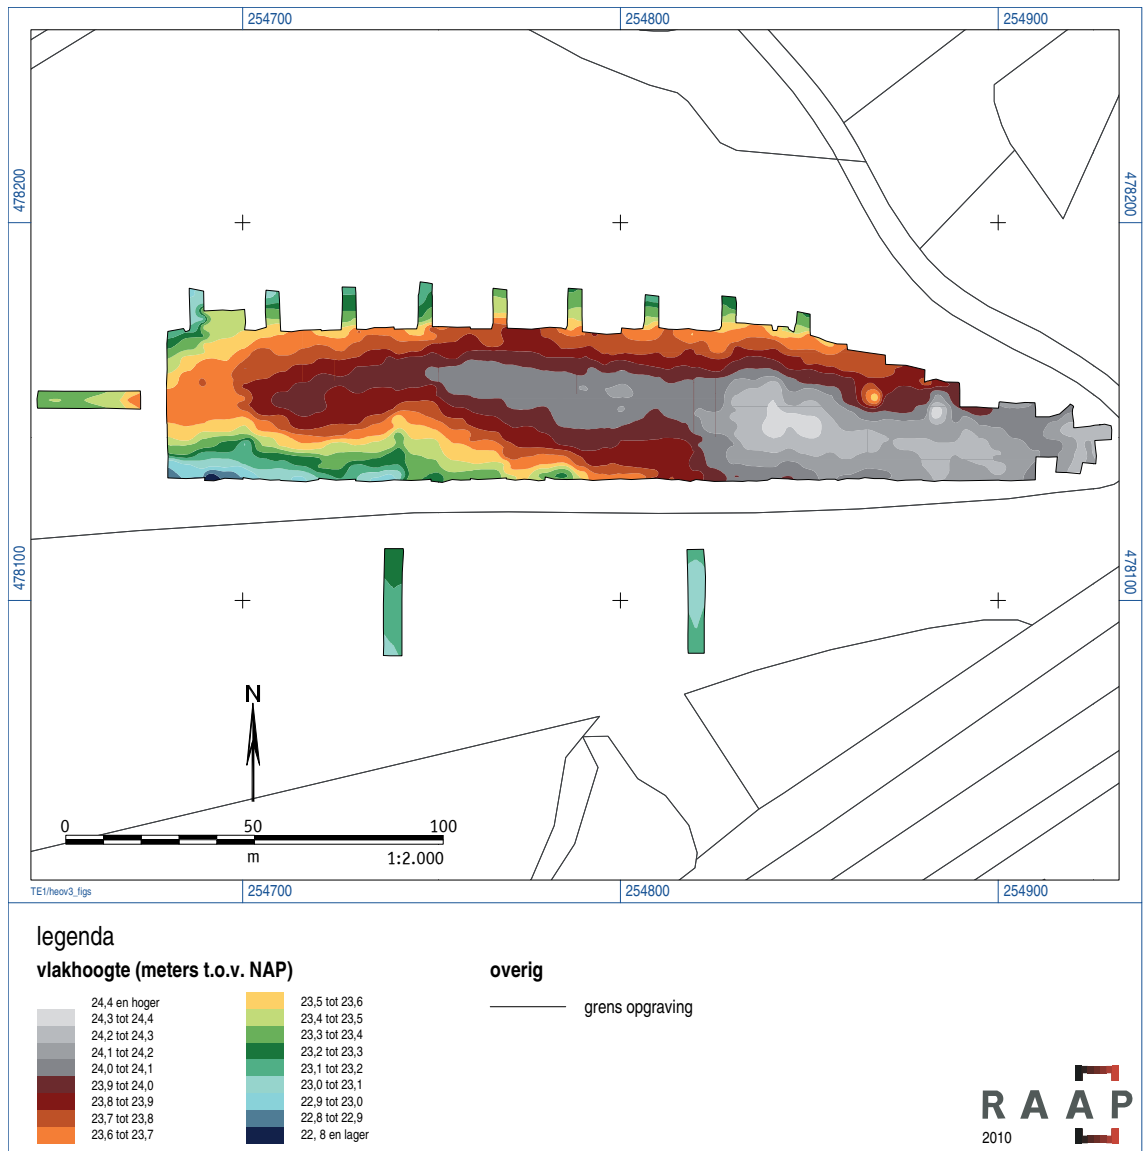 254700 254800 254900
478200 478200
478100 478100
N
0 50 100
m 1:2.000
TE1/heov3_figs
254700 254800 254900
legenda
vlakhoogte (meters t.o.v. NAP)
24,4 en hoger
24,3 tot 24,4
24,2 tot 24,3
24,1 tot 24,2
24,0 tot 24,1
23,9 tot 24,0
23,8 tot 23,9
23,7 tot 23,8
23,6 tot 23,7
23,5 tot 23,6
23,4 tot 23,5
23,3 tot 23,4
23,2 tot 23,3
23,1 tot 23,2
23,0 tot 23,1
22,9 tot 23,0
22,8 tot 22,9
22, 8 en lager
overig
grens opgraving
RAAP
2010